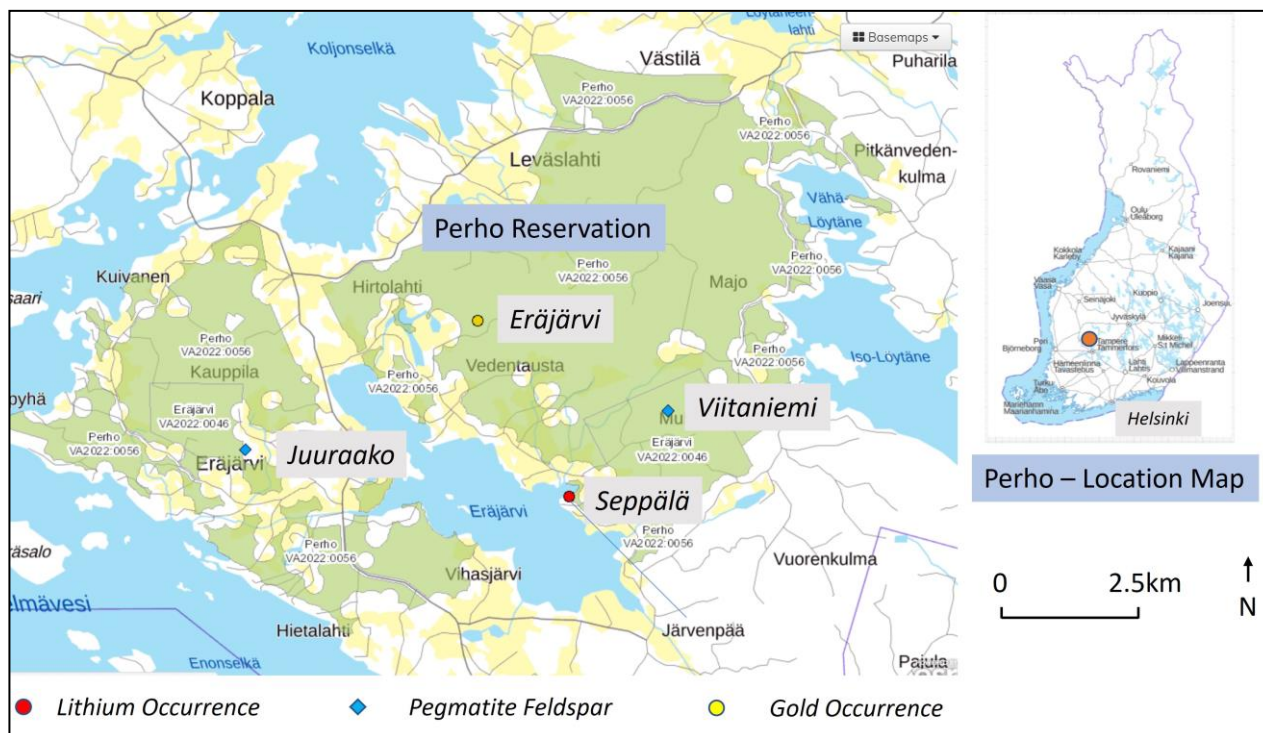 Koljonselkä
Löytäneen-
lahti
Basemaps
Västilä
Puharila
Koppala
Perho
VA2022:0056
Perho
VA2022:0056
Leväslahti
Pitkänveden-
kulma
Vähä-
Löytäne
Perho Reservation
Kuivanen
saari
Hirtolahti
Perho
VA2022:0056
Majo
Perho
VA2022:0056
Eräjärvi
Perho
VA2022:0056
Kauppila
Vedentausta
Perho
VA2022:0056
Perho
VA2022:0056
Iso-Löytäne
pyhä
Eräjärvi
VA2022:0046
Mu
Viitaniemi
Perho
VA2022:0056
Eräjärvi
Juuraako
Eräjärvi
VA2022:0046
Seppälä
Eräjärvi
räsalo
Perho
VA2022:0056
Perho
VA2022:0056
Vuorenkulma
Vihasjärvi
elmävesi
Hietalahti
Järvenpää
Enonselkä
Pajula
Lithium Occurrence
Pegmatite Feldspar
Gold Occurrence
Rovaniemi
Oulu
Uleåborg
Kokkola
Karleby
Kajaani
Kajana
Vaasa
Vasa
Seinäjoki
Kuopio
Joensuu
Jyväskylä
Pori
Björneborg
Tampere
Tammerfors
Mikkeli
S:t Michel
Hämeenlinna
Tavastehus
Lahti
Lahtis
Lappeenranta
Villmanstrand
Turku
Åbo
Kouvola
Maarianhamina
Helsinki
Perho – Location Map
0
2.5km
N